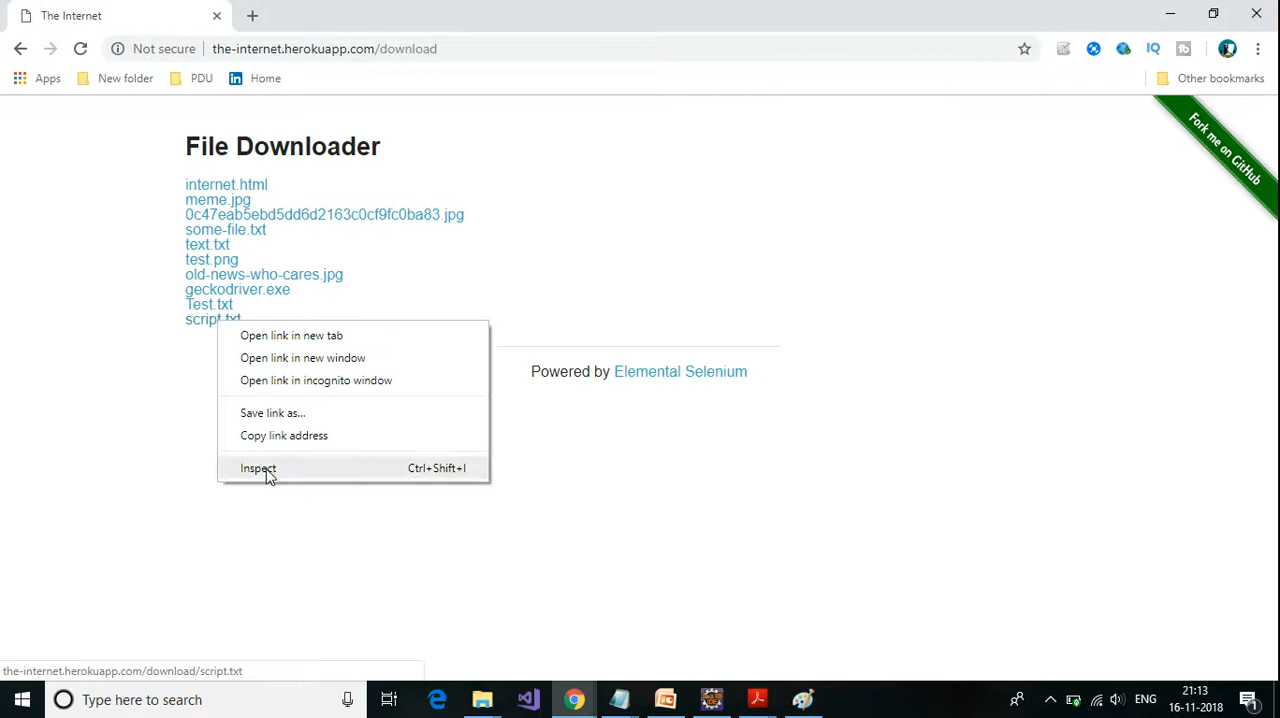 The Internet
Not secure
the-internet.herokuapp.com/download
IQ
Apps
New folder
PDU
Home
Other bookmarks
Fork me on GitHub
File Downloader
internet.html
meme.jpg
0c47eab5ebd5dd6d2163c0cf9fc0ba83.jpg
some-file.txt
text.txt
test.png
old-news-who-cares.jpg
geckodriver.exe
Test.txt
script.txt
Open link in new tab
Open link in new window
Open link in incognito window
Save link as...
Copy link address
Inspect Ctrl+Shift+I
Powered by Elemental Selenium
the-internet.herokuapp.com/download/script.txt
Type here to search
ENG
21:13
16-11-2018
1